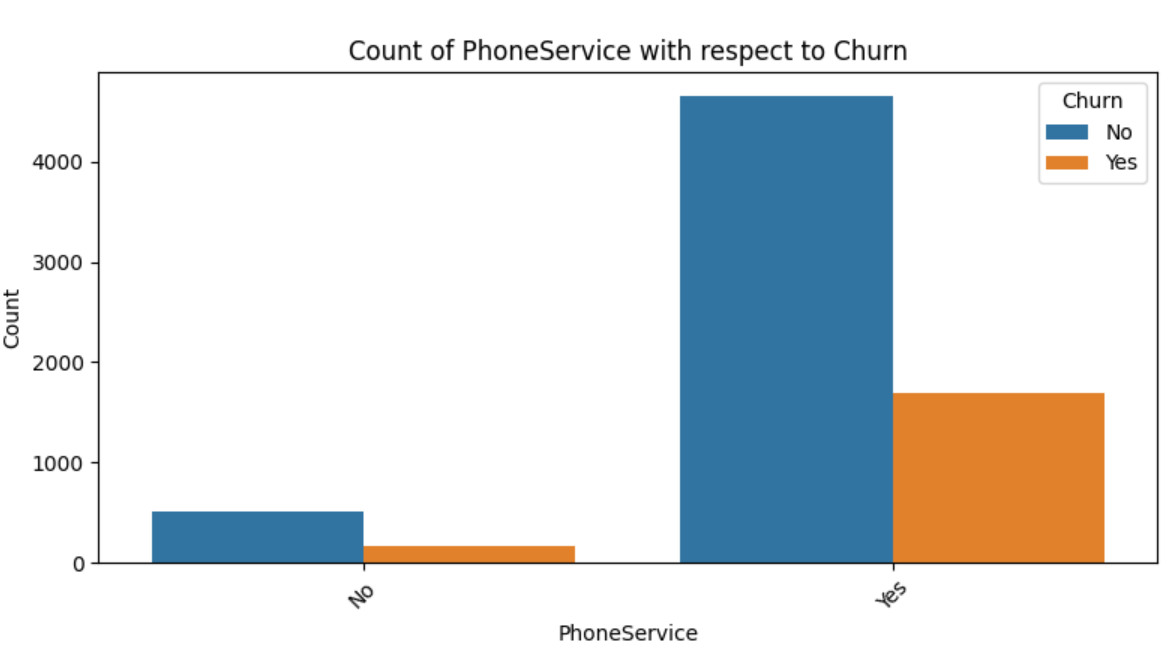 Count of PhoneService with respect to Churn
Churn
No
Yes
4000
3000
2000
1000
0
Count
No
Yes
PhoneService